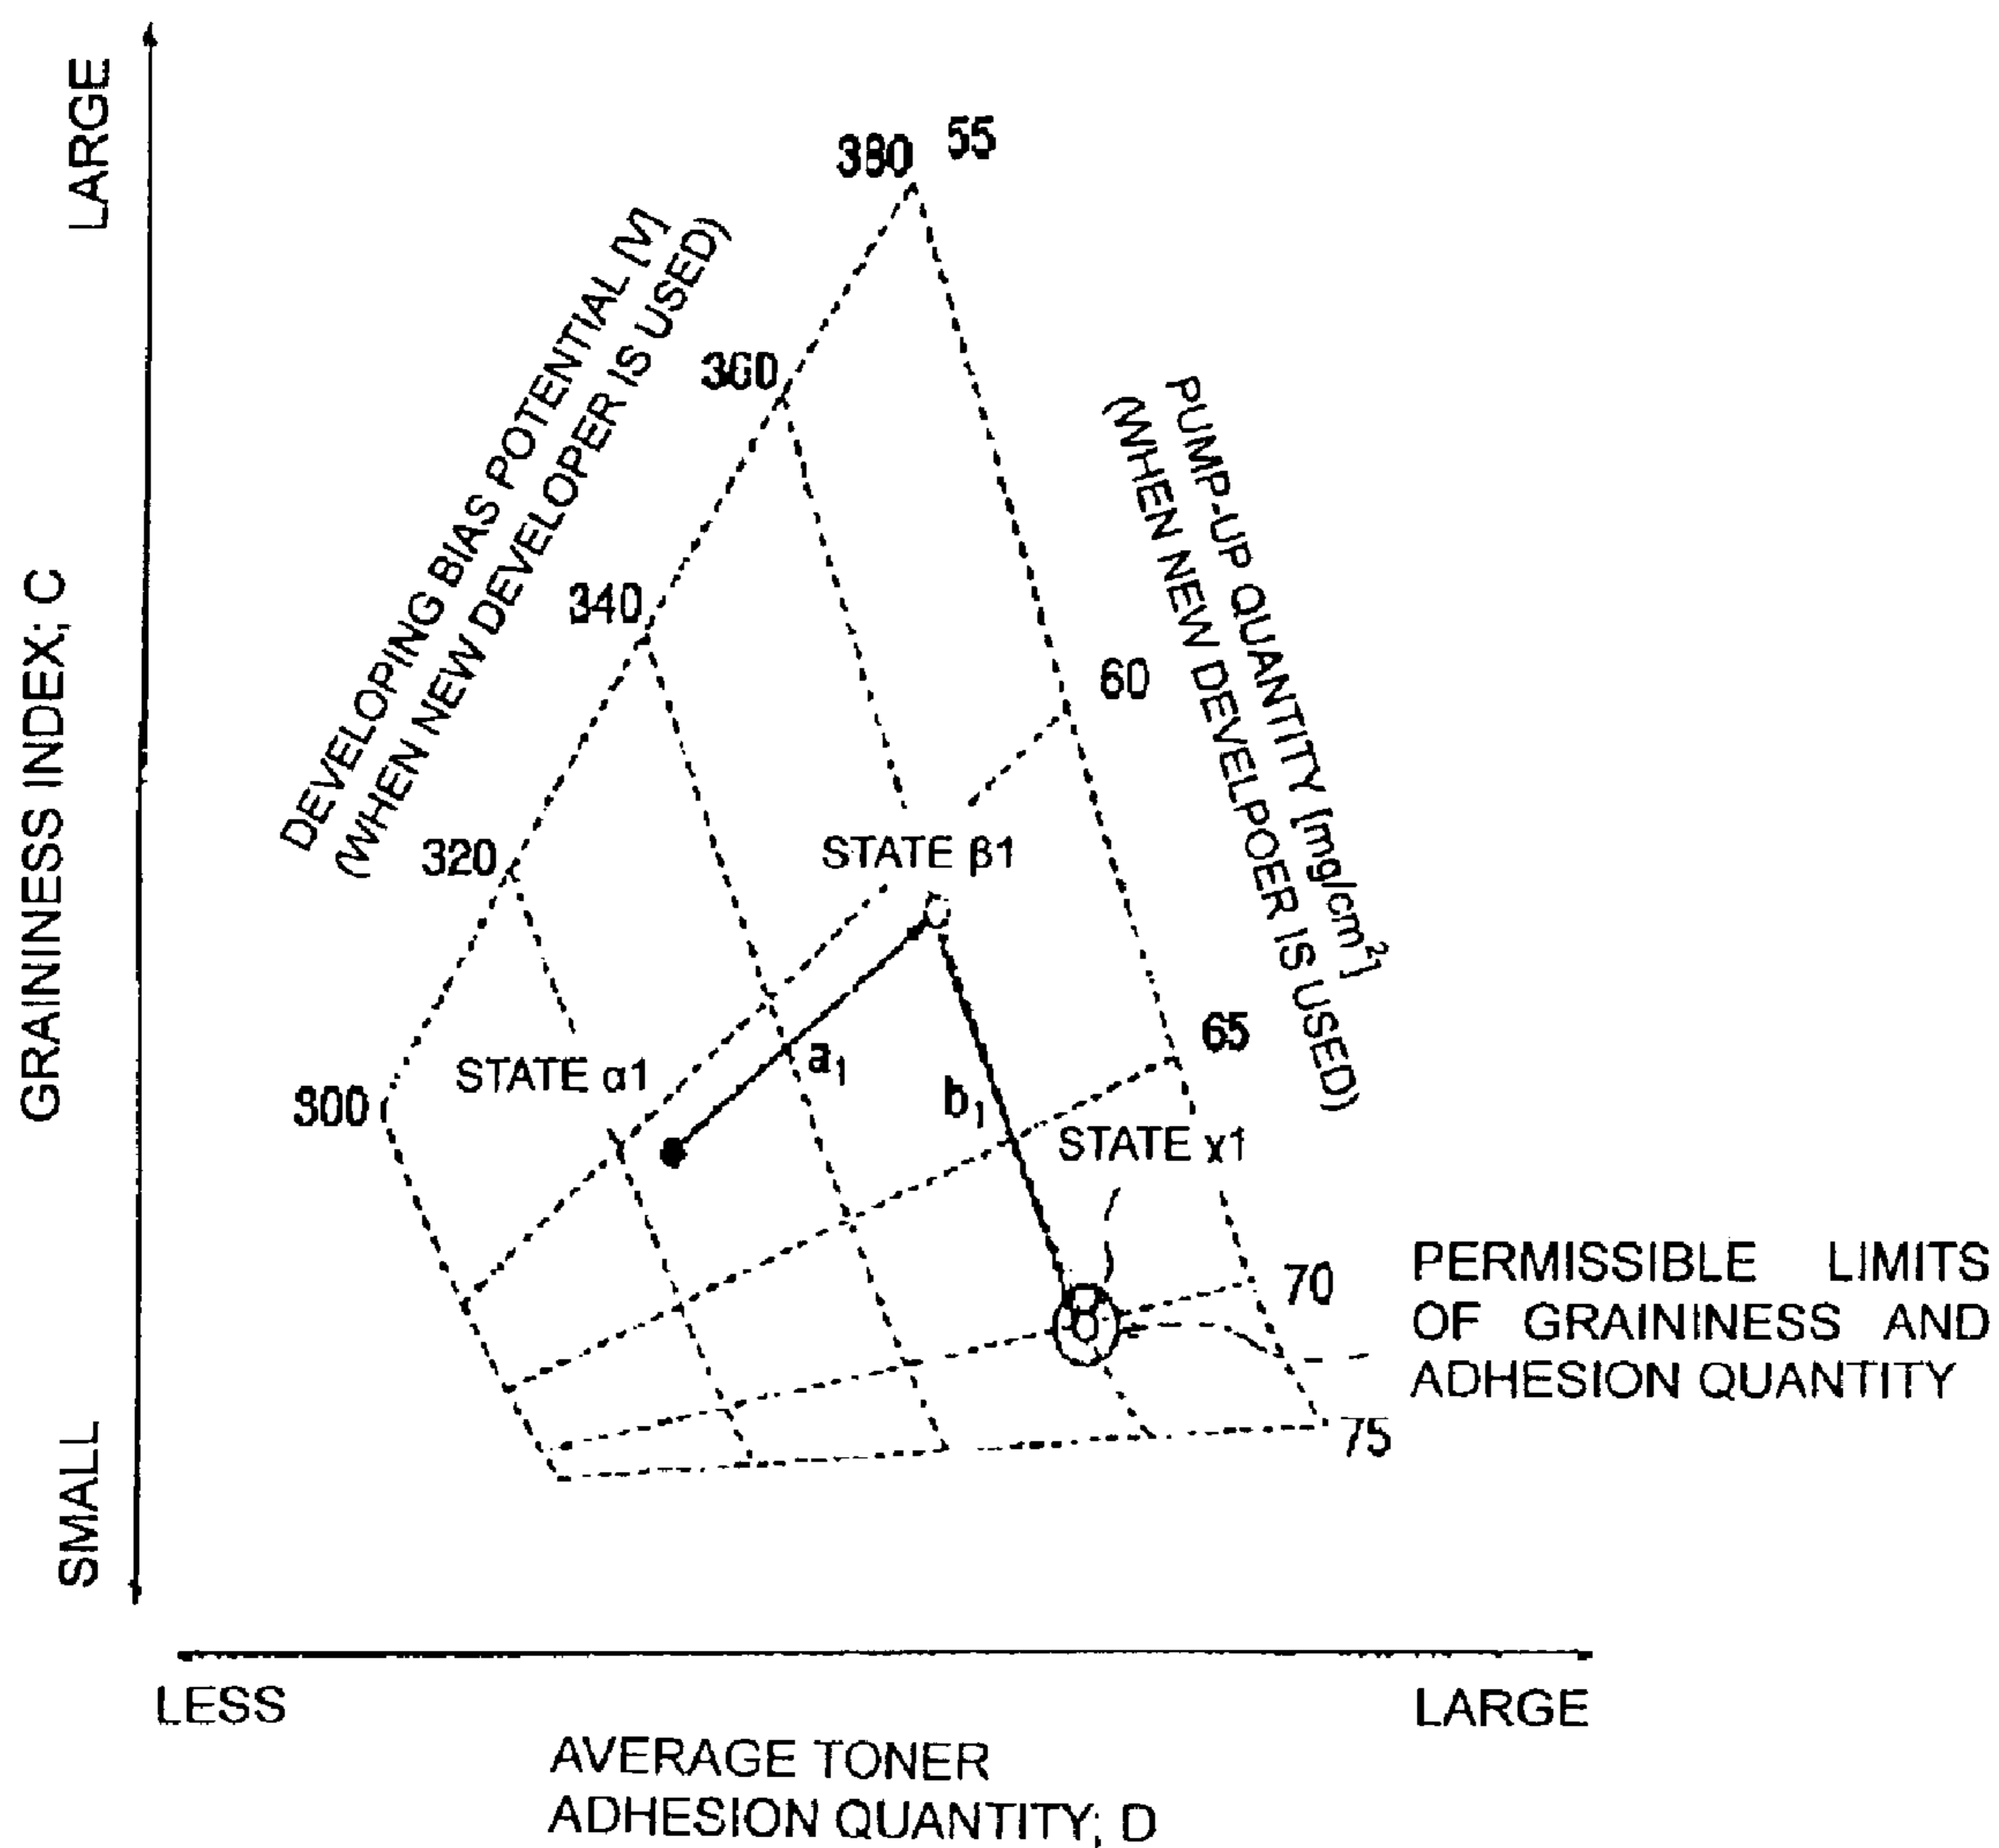 LARGE
380 55
DEVELOPING BIAS POTENTIAL [V]
(WHEN NEW DEVELOPER IS USED)
360
PUMP-UP QUANTITY [mg/cm²]
(WHEN NEW DEVELPOER IS USED)
340
60
GRAININESS INDEX; C
320
STATE β1
65
STATE α1
a1
300
b1
STATE γ1
70
PERMISSIBLE LIMITS
OF GRAININESS AND
ADHESION QUANTITY
75
SMALL
LESS
LARGE
AVERAGE TONER
ADHESION QUANTITY; D